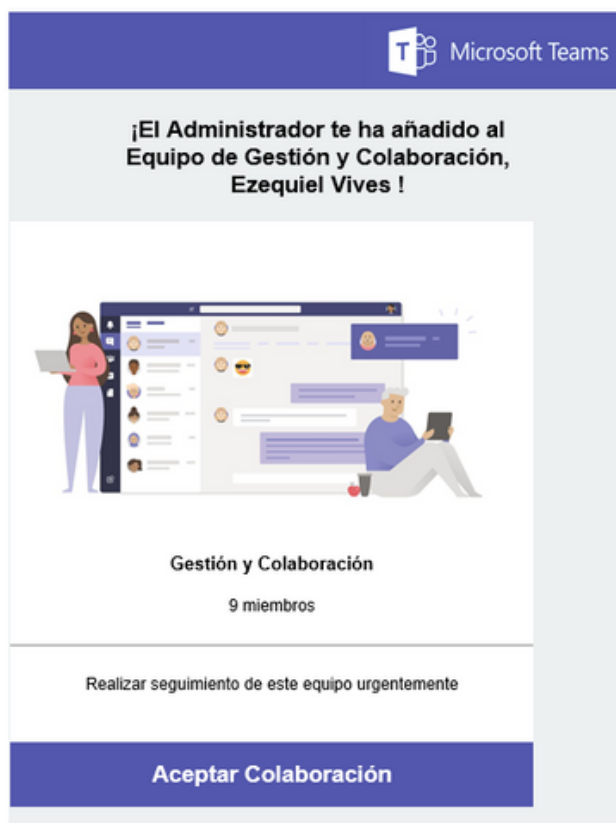 Microsoft Teams
¡El Administrador te ha añadido al
Equipo de Gestión y Colaboración,
Ezequiel Vives !
Gestión y Colaboración
9 miembros
Realizar seguimiento de este equipo urgentemente
Aceptar Colaboración